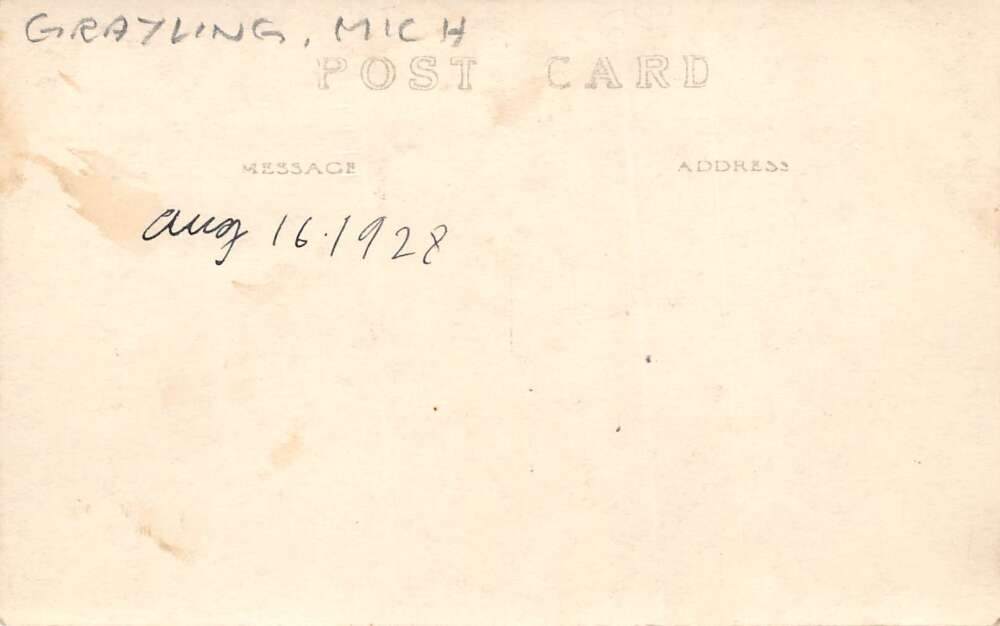 GRAYLING, MICH
POST CARD
MESSAGE
ADDRESS
Aug 16.1928